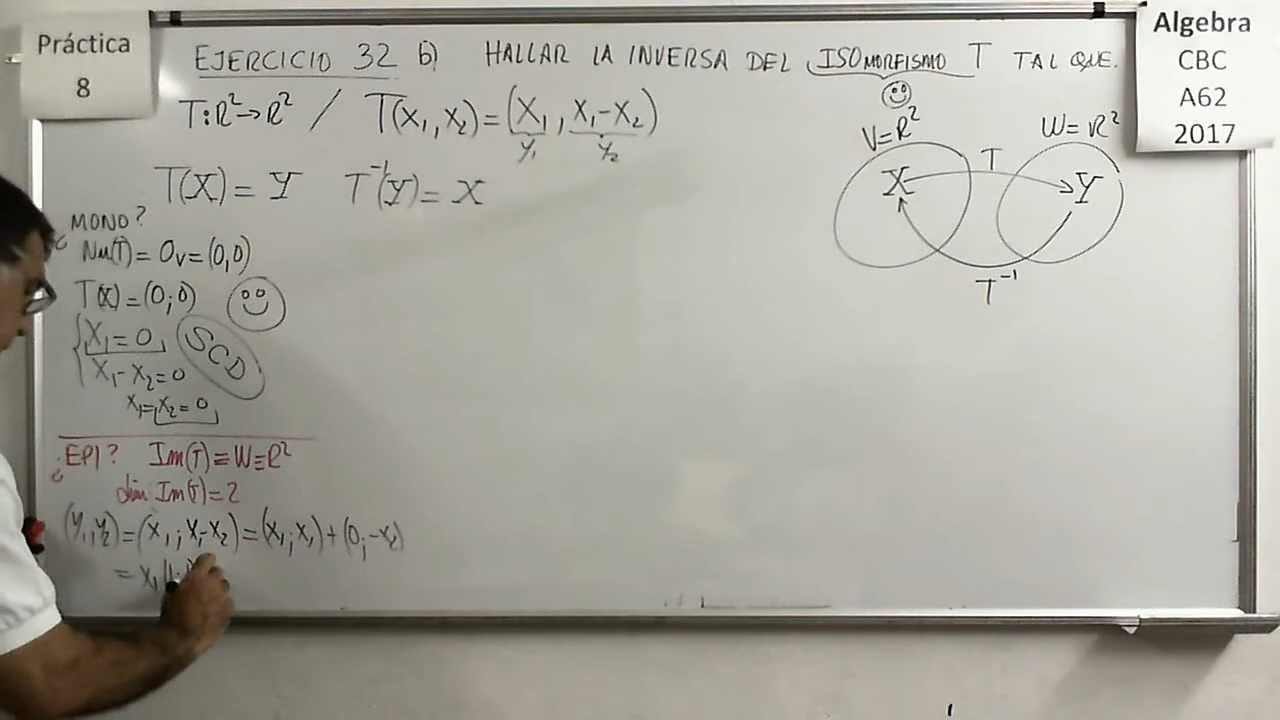 Práctica
8
Algebra
CBC
A62
2017
EJERCICIO 32 b) HALLAR LA INVERSA DEL ISOMORFISMO T TAL QUE.
T:R²→R² / T(X₁,X₂)=(X₁,X₁-X₂)
Y₁ Y₂
T(X)=Y T⁻¹(Y)=X
V=R² W=R²
X T Y
T⁻¹
¿MONO?
Nu(T)=0v=(0,0)
T(X)=(0;0)
X₁=0
X₁-X₂=0
SCD
X₁=X₂=0
¿EPI? Im(T)=W=R²
dim Im(T)=2
(Y₁,Y₂)=(X₁;X₁-X₂)=(X₁;X₁)+(0;-X₂)
=X₁(1;